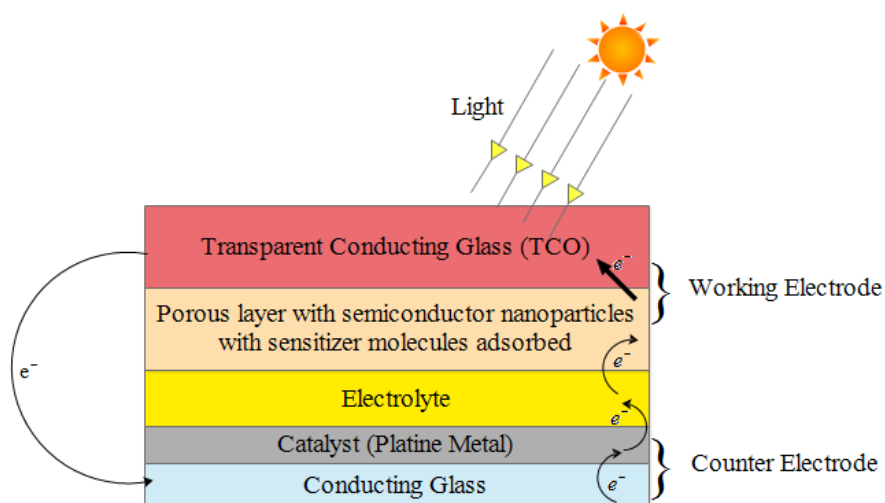 Light
Transparent Conducting Glass (TCO)
e⁻
Working Electrode
Porous layer with semiconductor nanoparticles
with sensitizer molecules adsorbed
e⁻
e⁻
Electrolyte
e⁻
Catalyst (Platine Metal)
Counter Electrode
Conducting Glass
e⁻